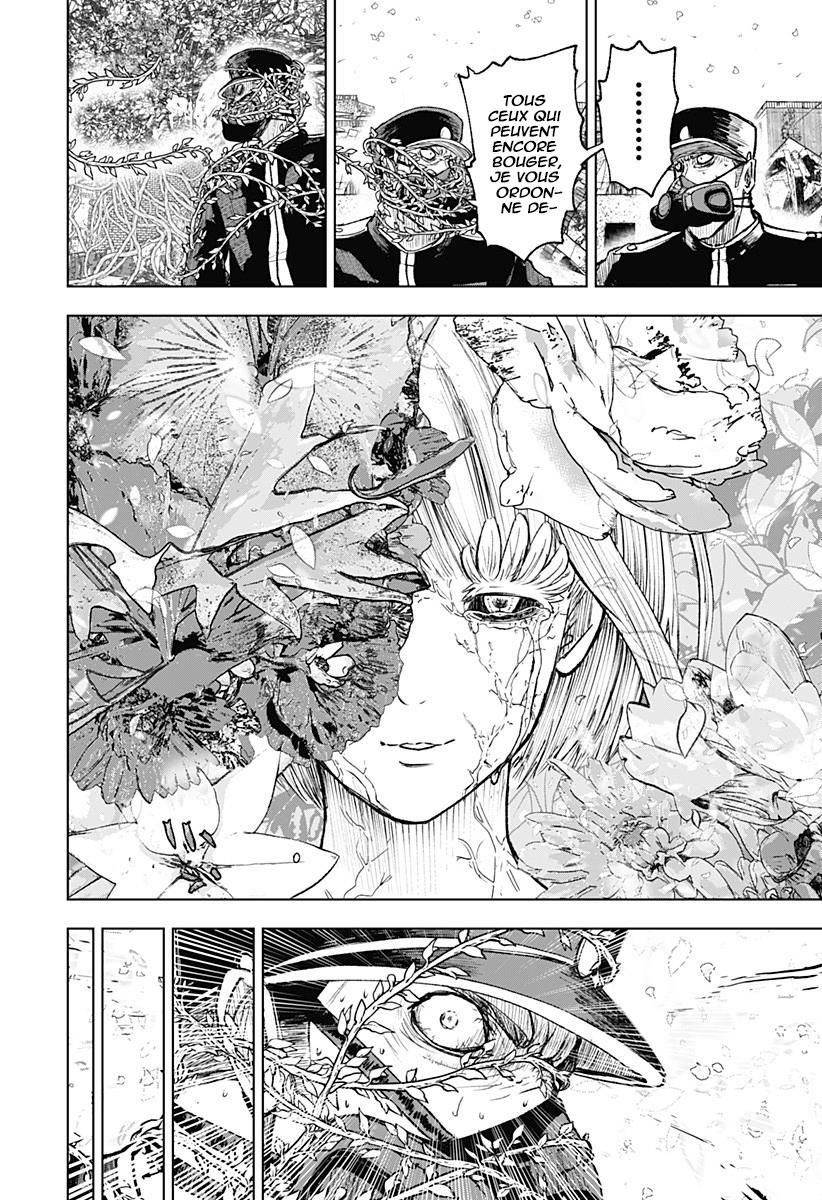 ........
TOUS
CEUX QUI
PEUVENT
ENCORE
BOUGER,
JE VOUS
ORDON-
NE DE-